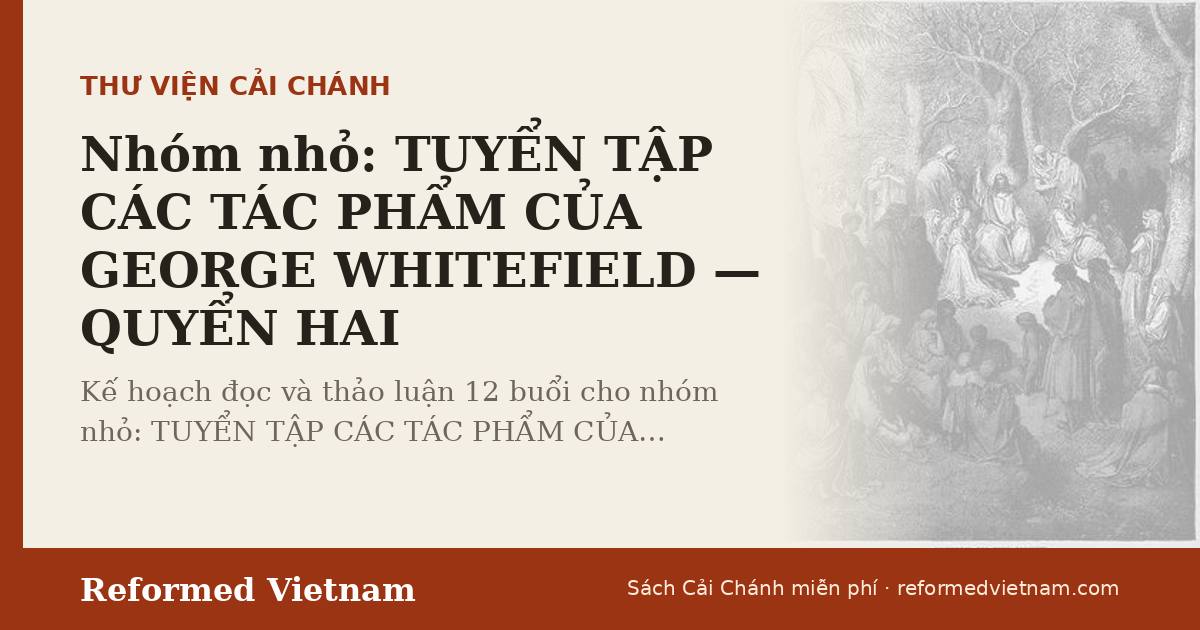 THƯ VIỆN CẢI CHÁNH
Nhóm nhỏ: TUYỂN TẬP
CÁC TÁC PHẨM CỦA
GEORGE WHITEFIELD —
QUYỂN HAI
Kế hoạch đọc và thảo luận 12 buổi cho nhóm
nhỏ: TUYỂN TẬP CÁC TÁC PHẨM CỦA...
Reformed Vietnam
Sách Cải Chánh miễn phí · reformedvietnam.com